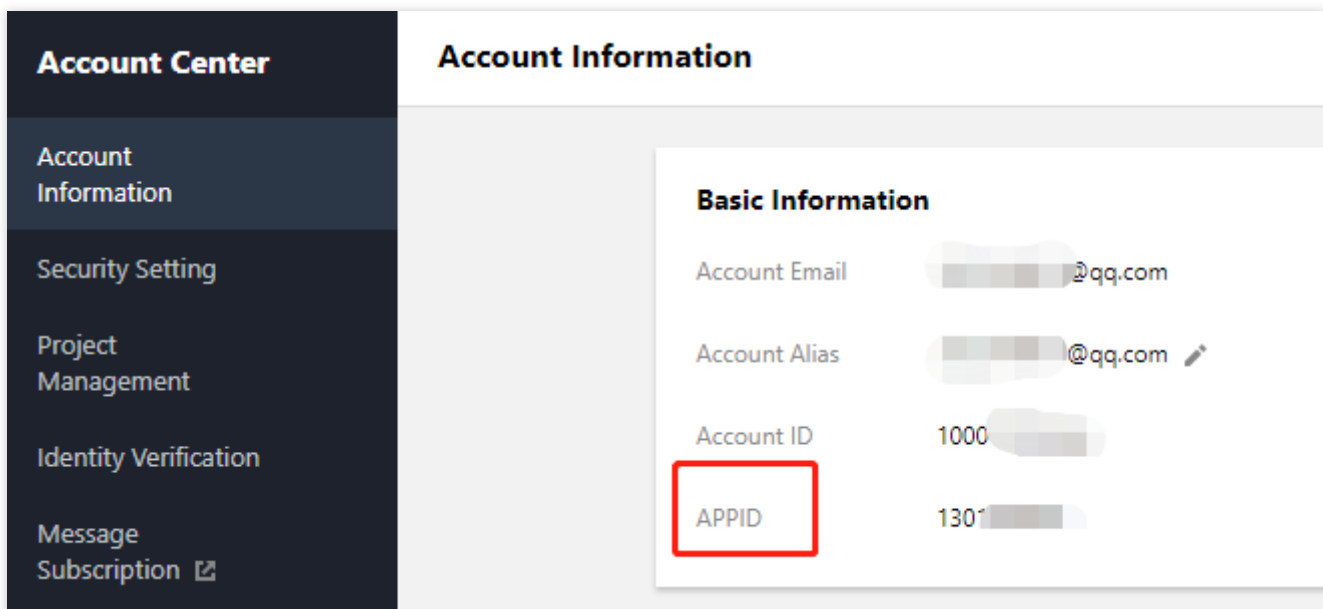 Account Center
Account Information
Account
Information
Security Setting
Project
Management
Identity Verification
Message
Subscription
Basic Information
Account Email @qq.com
Account Alias @qq.com
Account ID 1000
APPID 1301